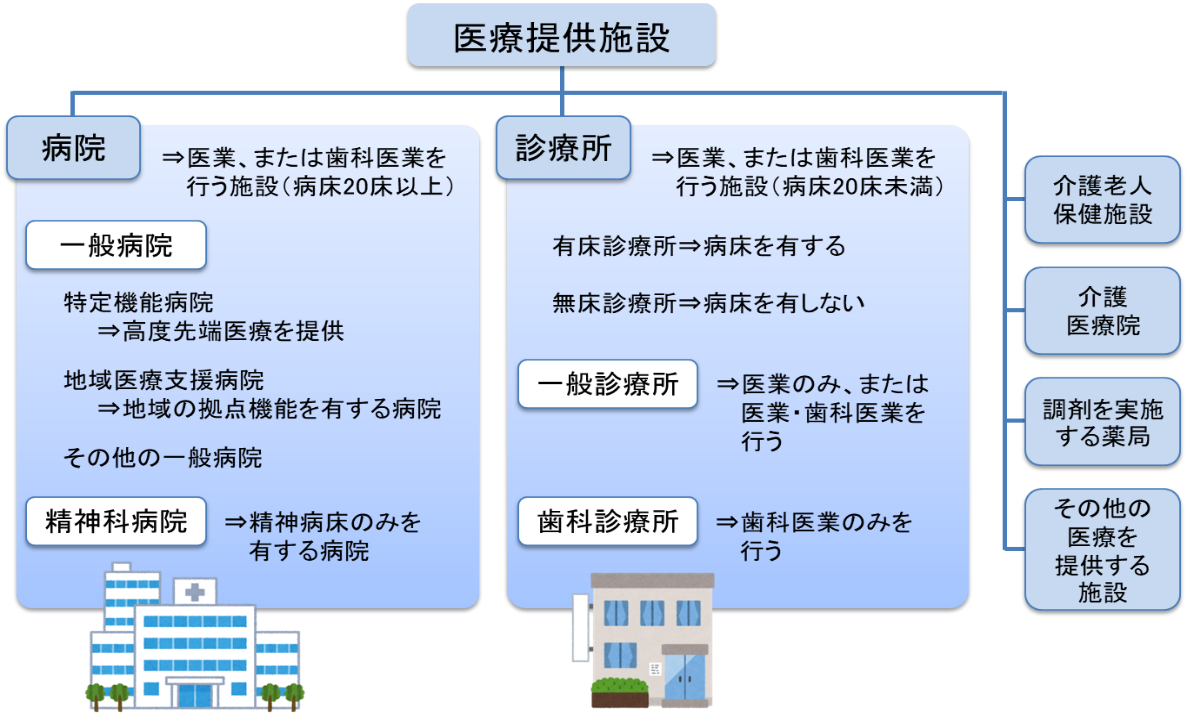 医療提供施設
病院
⇒医業、または歯科医業を
行う施設（病床20床以上）
一般病院
特定機能病院
⇒高度先端医療を提供
地域医療支援病院
⇒地域の拠点機能を有する病院
その他の一般病院
精神科病院
⇒精神病床のみを
有する病院
診療所
⇒医業、または歯科医業を
行う施設（病床20床未満）
有床診療所⇒病床を有する
無床診療所⇒病床を有しない
一般診療所
⇒医業のみ、または
医業・歯科医業を
行う
歯科診療所
⇒歯科医業のみを
行う
介護老人
保健施設
介護
医療院
調剤を実施
する薬局
その他の
医療を
提供する
施設